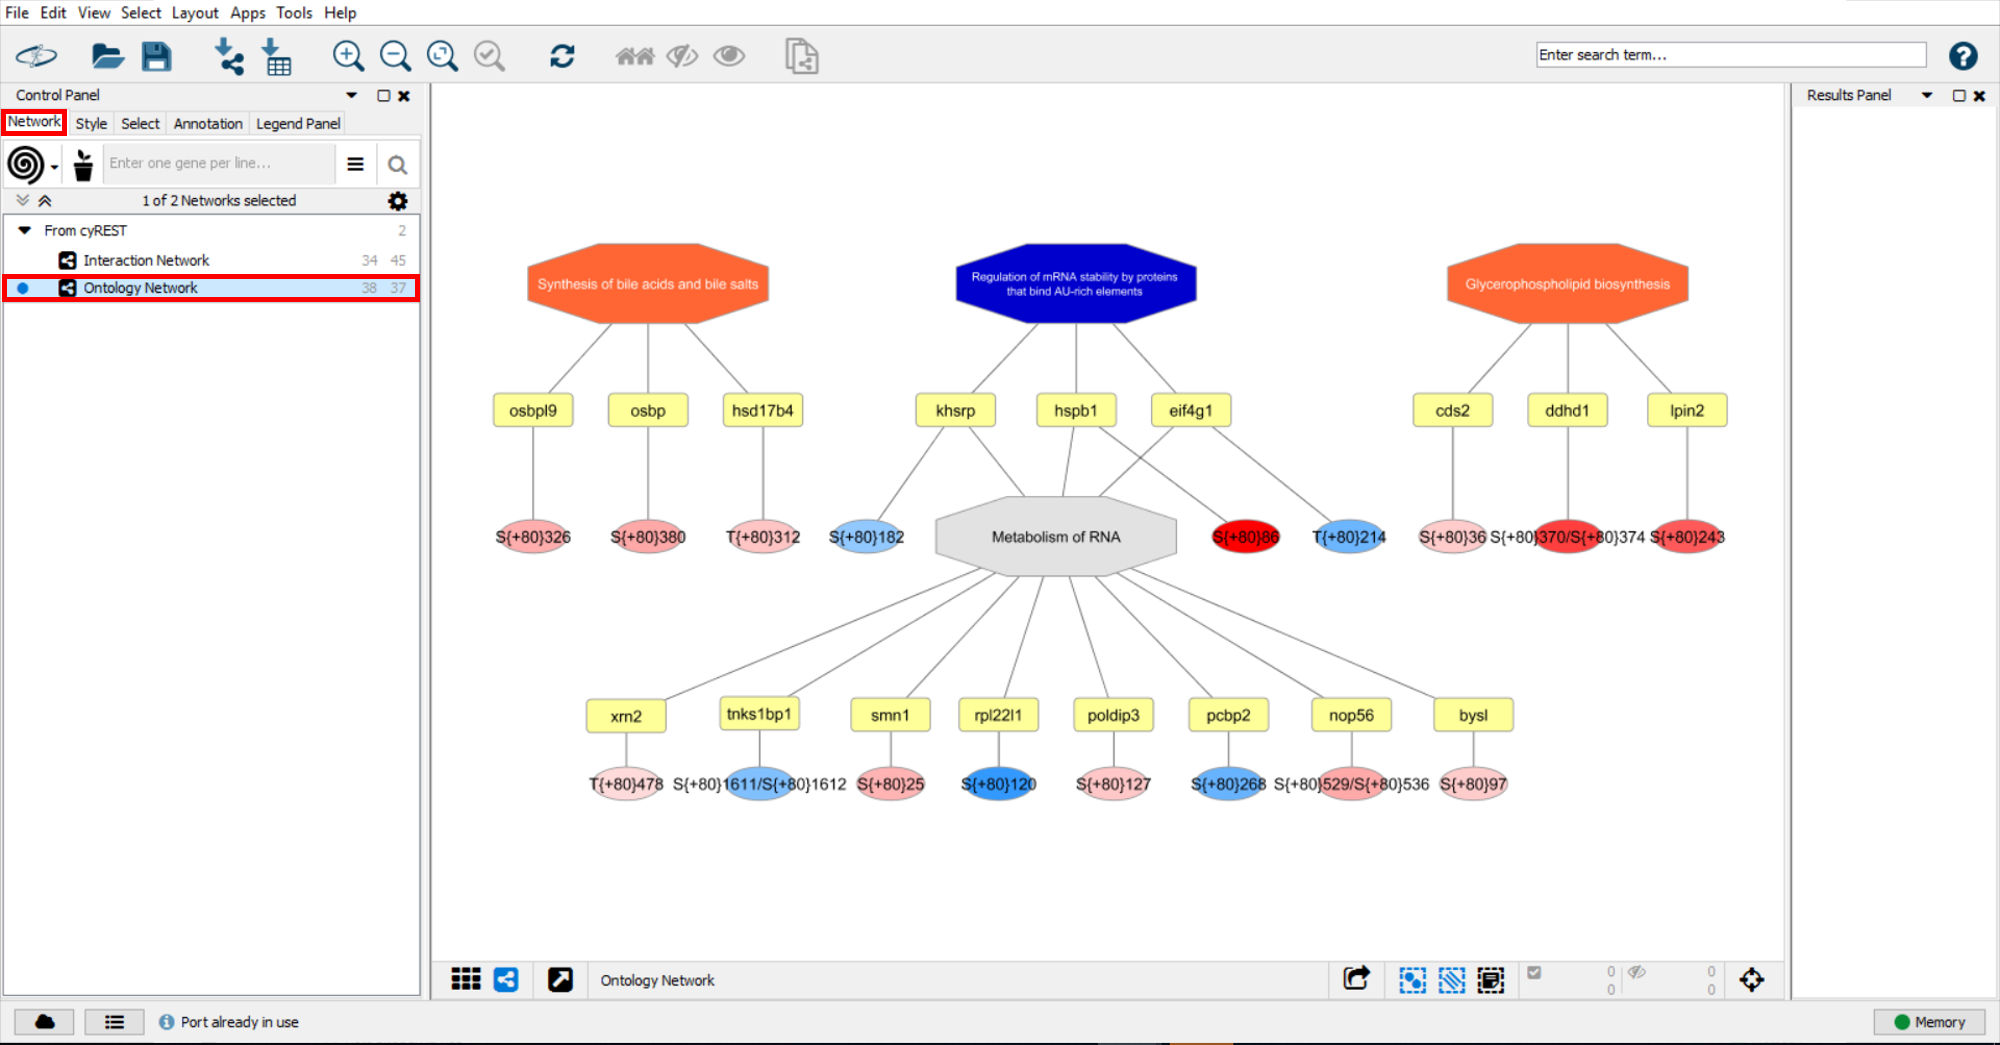 File Edit View Select Layout Apps Tools Help
Enter search term...
Control Panel
Results Panel
Network Style Select Annotation Legend Panel
Enter one gene per line...
1 of 2 Networks selected
From cyREST 2
Interaction Network 34 45
Ontology Network 38 37
Synthesis of bile acids and bile salts
Regulation of mRNA stability by proteins
that bind AU-rich elements
Glycerophospholipid biosynthesis
osbpl9 osbp hsd17b4 khsrp hspb1 eif4g1 cds2 ddhd1 lpin2
S{+80}326 S{+80}380 T{+80}312 S{+80}182 Metabolism of RNA S{+80}86 T{+80}214 S{+80}36 S{+80}370/S{+80}374 S{+80}243
xrn2 tnks1bp1 smn1 rpl22l1 poldip3 pcbp2 nop56 bysl
T{+80}478 S{+80}1611/S{+80}1612 S{+80}25 S{+80}120 S{+80}127 S{+80}268 S{+80}529/S{+80}536 S{+80}97
Ontology Network
0 0
0 0
Port already in use
Memory